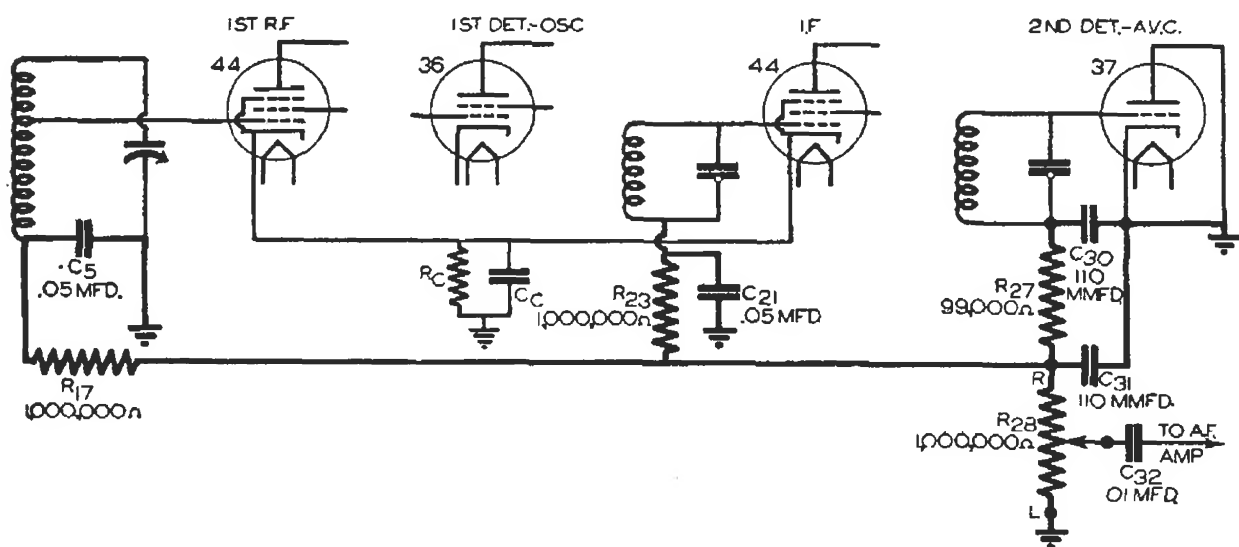 1ST R.F
1ST DET.-OSC
I.F
2ND DET.-A.V.C.
44
36
44
37
C5
.05 MFD.
RC
CC
R23
1,000,000Ω
C21
.05 MFD
C30
110
MMFD.
R27
99,000Ω
R17
1,000,000Ω
R
C31
110 MMFD.
R28
1,000,000Ω
TO A.F.
AMP
C32
.01 MFD.
L